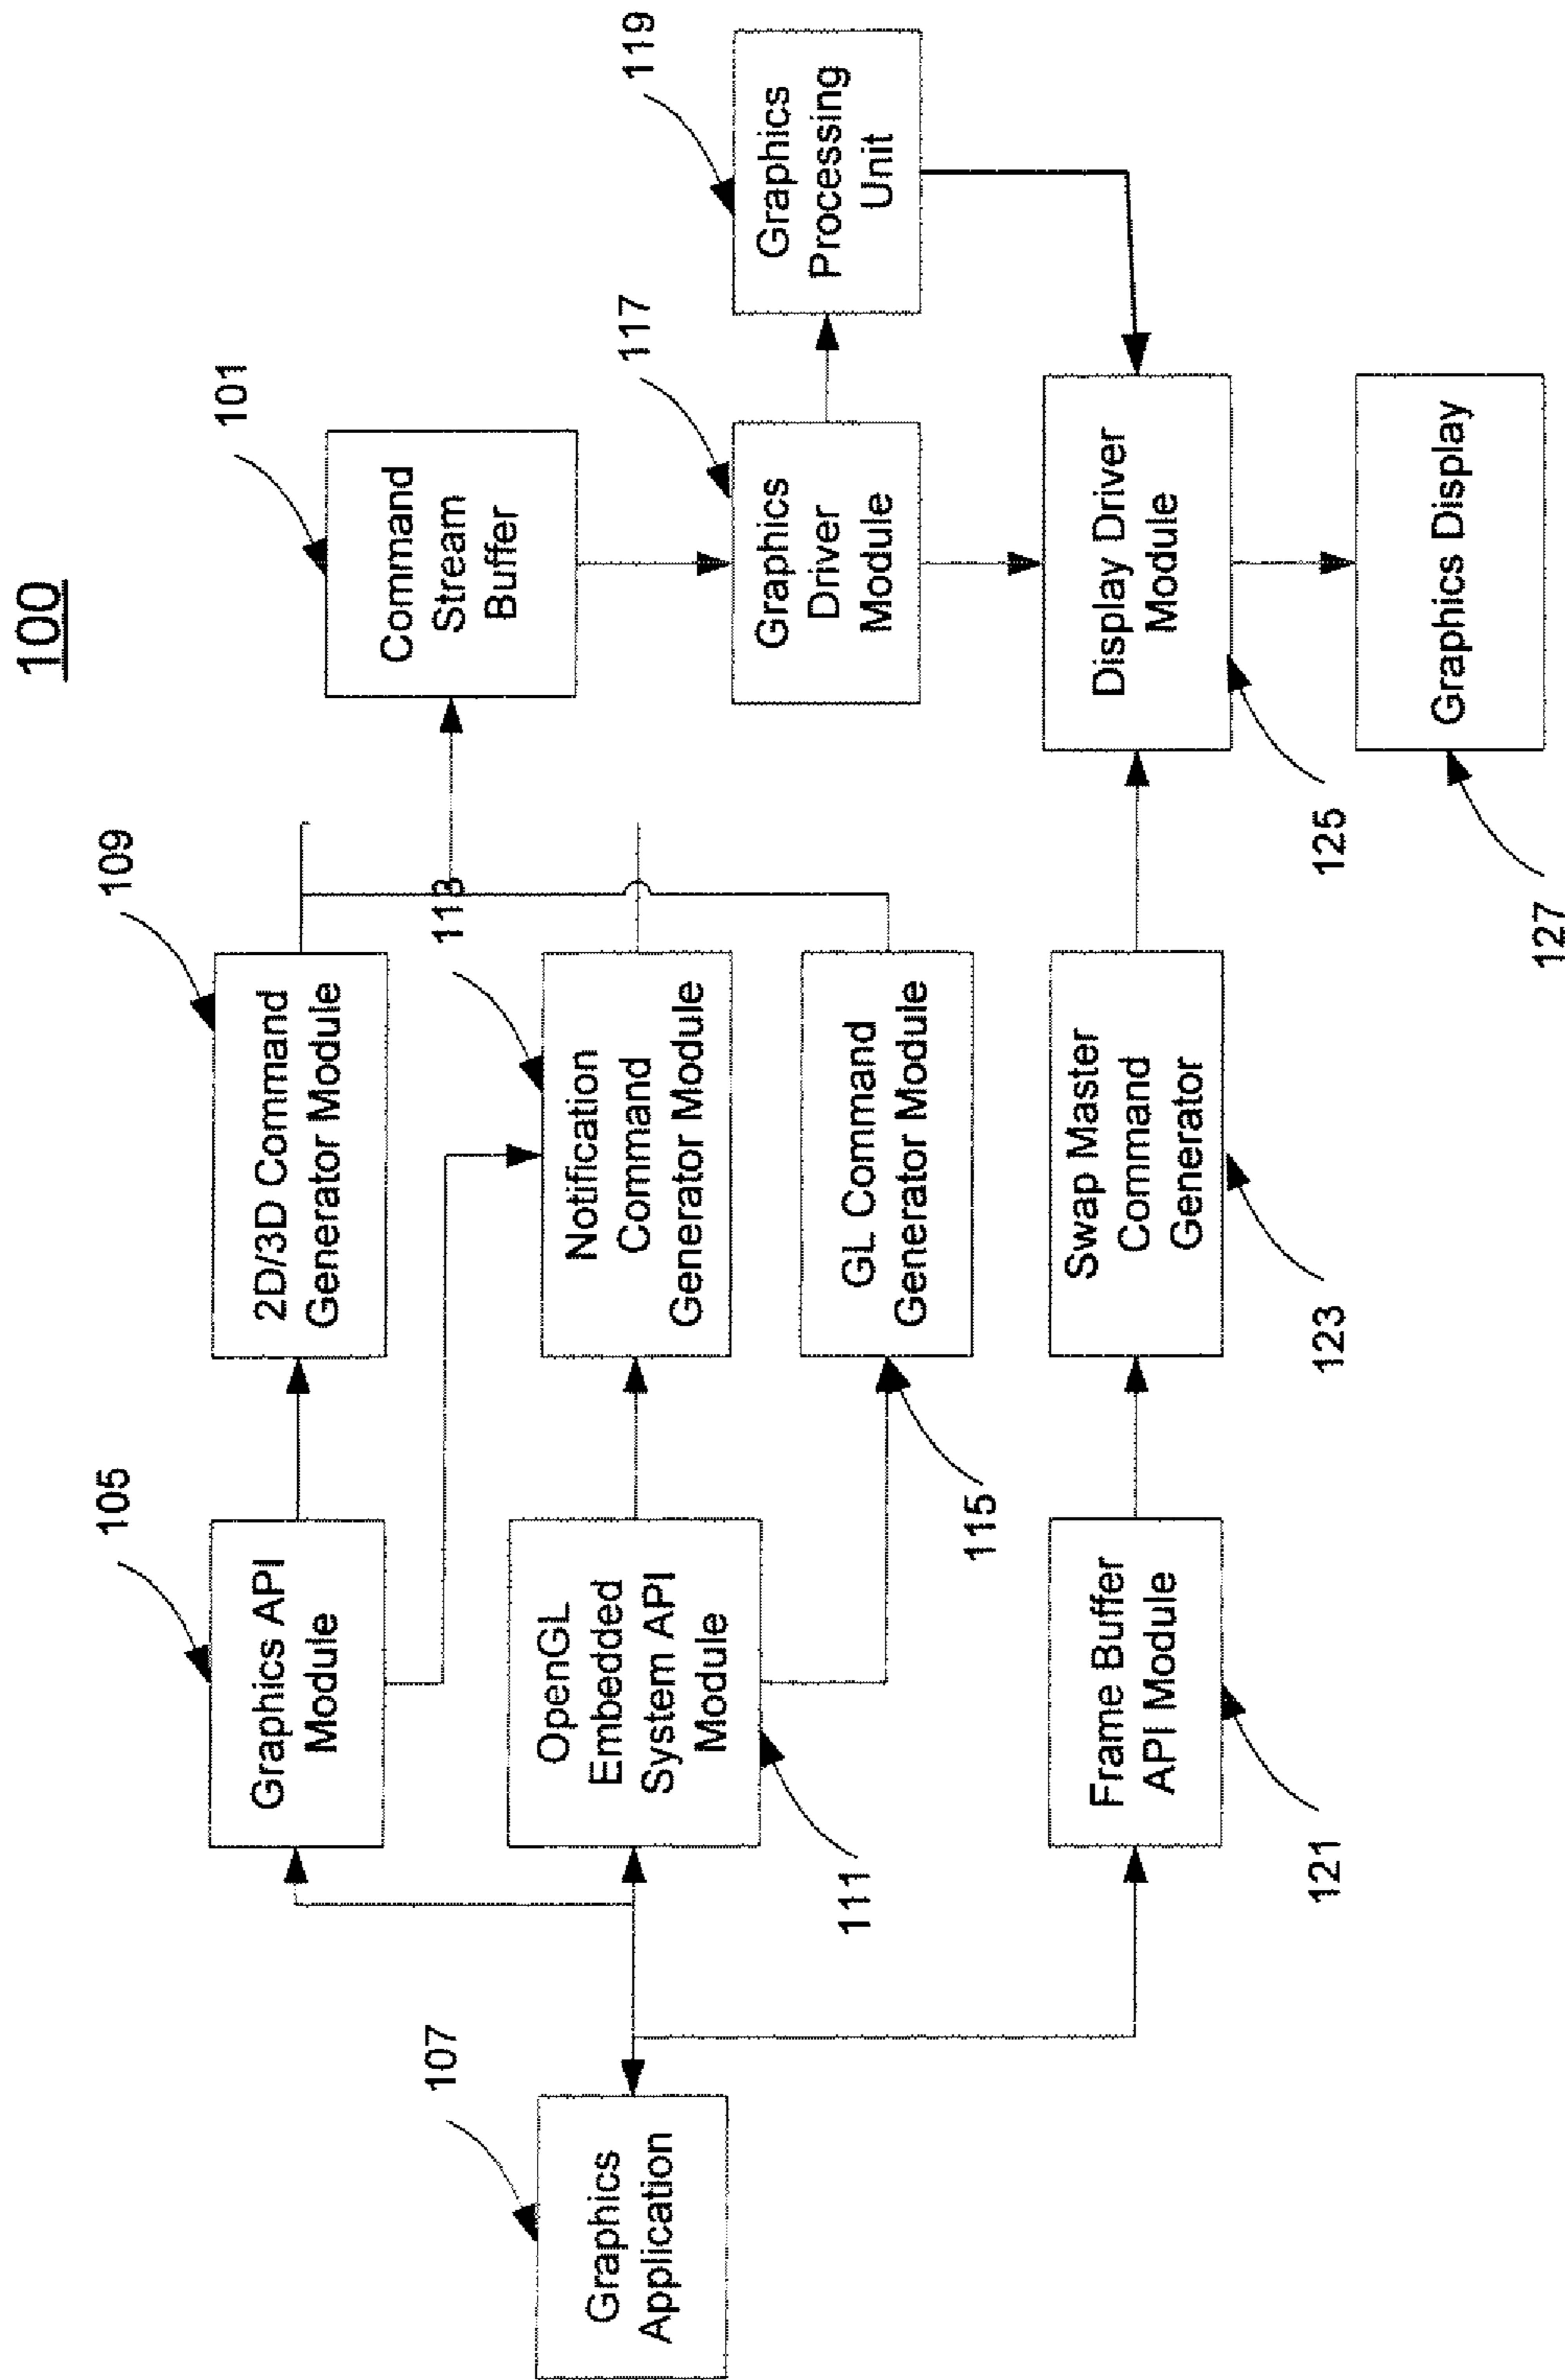 100
109
101
105
2D/3D Command
Generator Module
Command
Stream
Buffer
Graphics API
Module
113
117
119
107
Notification
Command
Generator Module
Graphics
Driver
Module
Graphics
Processing
Unit
OpenGL
Embedded
System API
Module
Graphics
Application
GL Command
Generator Module
111
115
Frame Buffer
API Module
Swap Master
Command
Generator
Display Driver
Module
121
123
125
Graphics Display
127